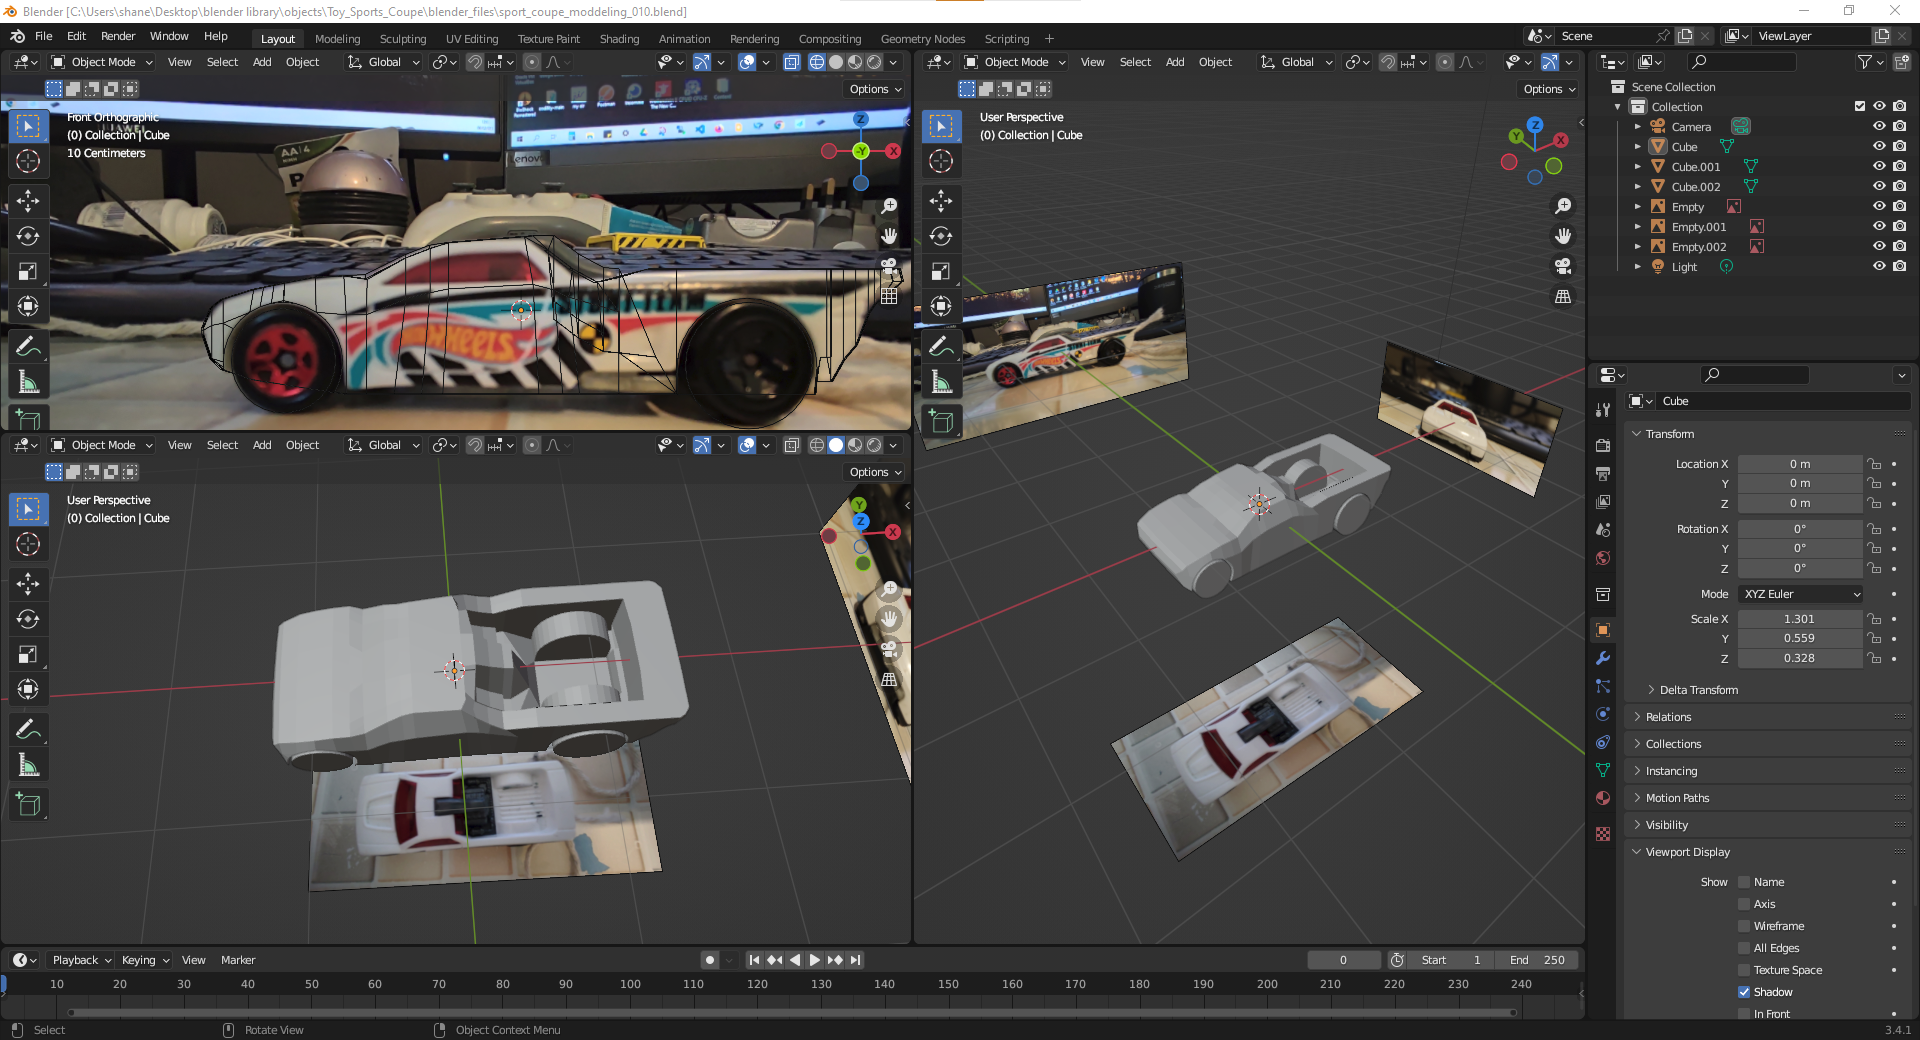 Blender [C:\Users\shane\Desktop\blender library\objects\Toy_Sports_Coupe\blender_files\sport_coupe_moddeling_010.blend]
File Edit Render Window Help Layout Modeling Sculpting UV Editing Texture Paint Shading Animation Rendering Compositing Geometry Nodes Scripting + Scene ViewLayer
Object Mode View Select Add Object Global
Options
Front Orthographic
(0) Collection | Cube
10 Centimeters
Z
-Y X
AA/4
Lenovo
HOT WHEELS
Object Mode View Select Add Object Global
Options
User Perspective
(0) Collection | Cube
Y
Z
X
Object Mode View Select Add Object Global
Options
User Perspective
(0) Collection | Cube
Z
Y X
Scene Collection
Collection
Camera
Cube
Cube.001
Cube.002
Empty
Empty.001
Empty.002
Light
Cube
Transform
Location X 0 m
Y 0 m
Z 0 m
Rotation X 0°
Y 0°
Z 0°
Mode XYZ Euler
Scale X 1.301
Y 0.559
Z 0.328
Delta Transform
Relations
Collections
Instancing
Motion Paths
Visibility
Viewport Display
Show Name
Axis
Wireframe
All Edges
Texture Space
Shadow
In Front
Playback Keying View Marker 0 Start 1 End 250
10 20 30 40 50 60 70 80 90 100 110 120 130 140 150 160 170 180 190 200 210 220 230 240
Select Rotate View Object Context Menu 3.4.1